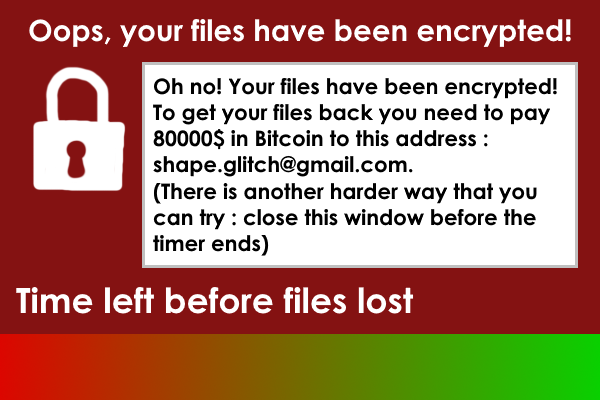 Oops, your files have been encrypted!
Oh no! Your files have been encrypted!
To get your files back you need to pay
80000$ in Bitcoin to this address :
shape.glitch@gmail.com.
(There is another harder way that you
can try : close this window before the
timer ends)
Time left before files lost